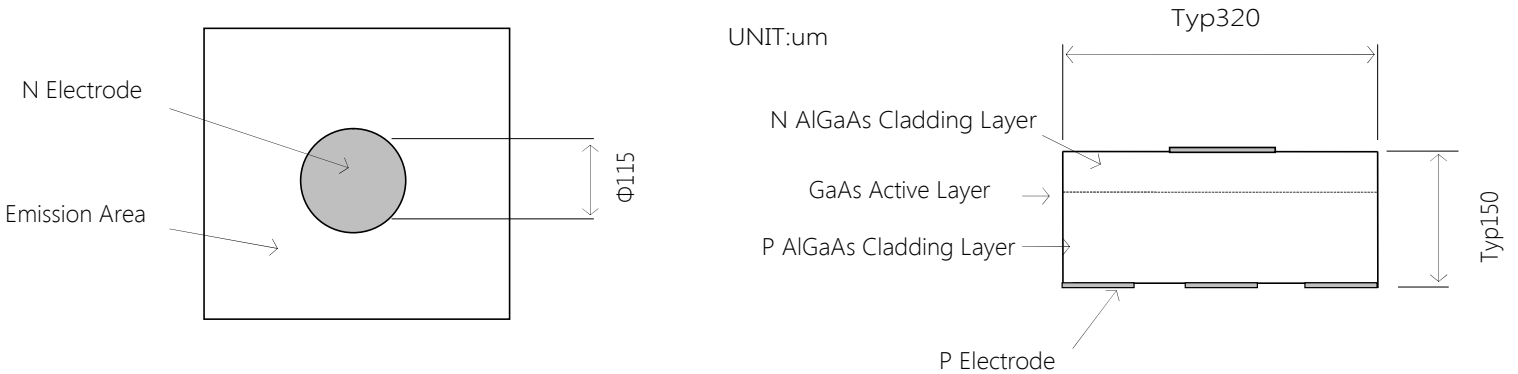 Typ320
UNIT:um
N Electrode
N AlGaAs Cladding Layer
Φ115
GaAs Active Layer
Emission Area
P AlGaAs Cladding Layer
Typ150
P Electrode